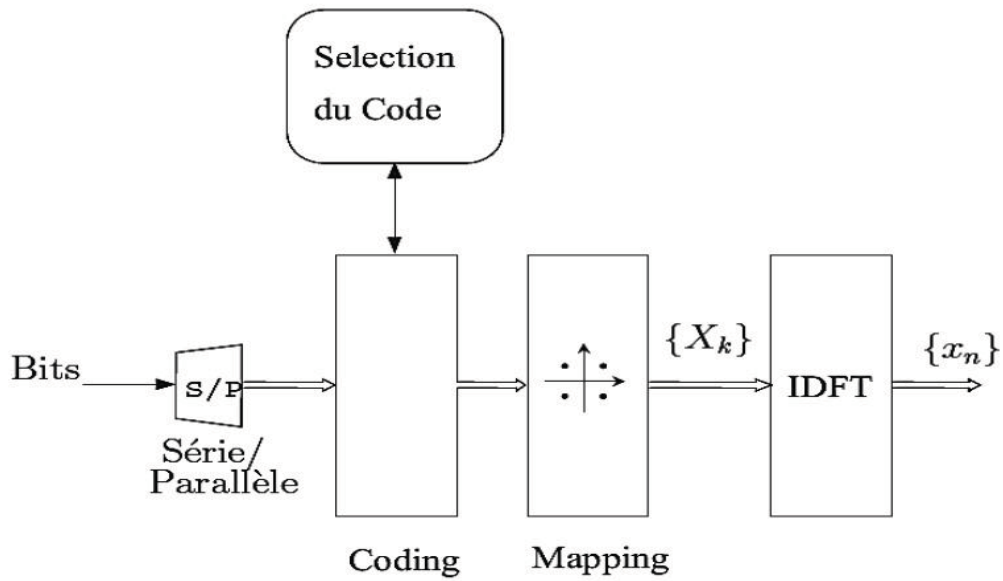 Selection
du Code
Bits
S/P
Série/
Parallèle
Coding
Mapping
{X_k}
IDFT
{x_n}